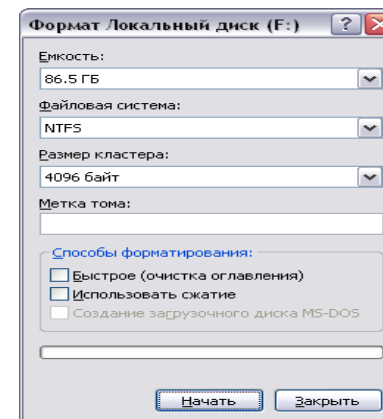 Формат Локальный диск (F:)
Емкость:
86.5 ГБ
Файловая система:
NTFS
Размер кластера:
4096 байт
Метка тома:
Способы форматирования:
Быстрое (очистка оглавления)
Использовать сжатие
Создание загрузочного диска MS-DOS
Начать Закрыть